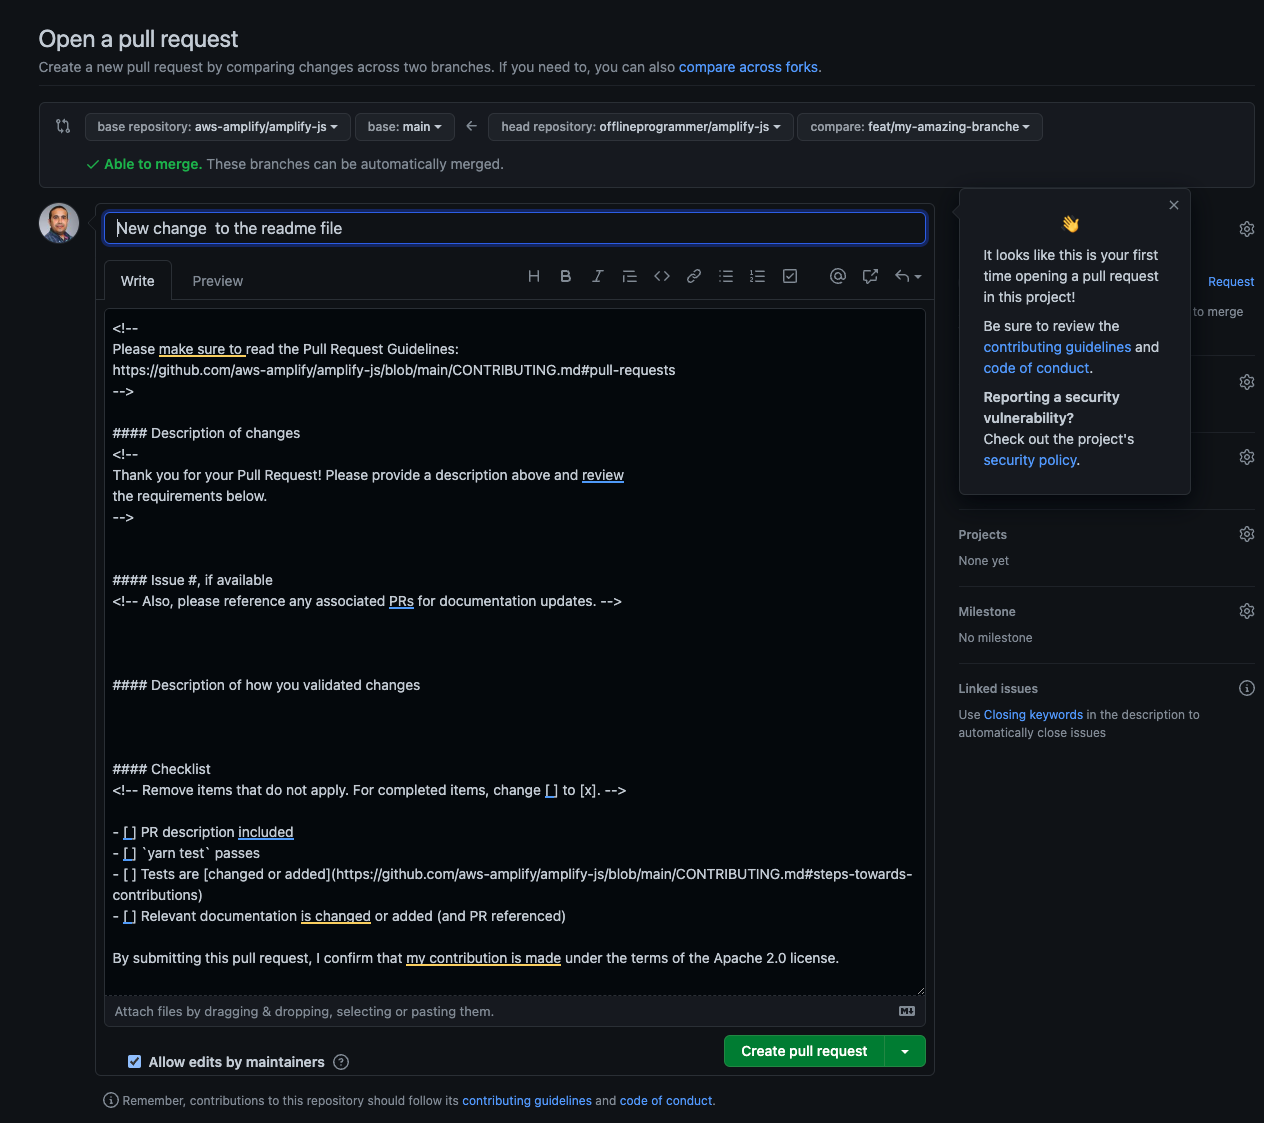 Open a pull request
Create a new pull request by comparing changes across two branches. If you need to, you can also compare across forks.
base repository: aws-amplify/amplify-js
base: main
head repository: offlineprogrammer/amplify-js
compare: feat/my-amazing-branche
Able to merge. These branches can be automatically merged.
New change  to the readme file
Write
Preview
<!--
Please make sure to read the Pull Request Guidelines:
https://github.com/aws-amplify/amplify-js/blob/main/CONTRIBUTING.md#pull-requests
-->
#### Description of changes
<!--
Thank you for your Pull Request! Please provide a description above and review
the requirements below.
-->
#### Issue #, if available
<!-- Also, please reference any associated PRs for documentation updates. -->
#### Description of how you validated changes
#### Checklist
<!-- Remove items that do not apply. For completed items, change [ ] to [x]. -->
- [ ] PR description included
- [ ] `yarn test` passes
- [ ] Tests are [changed or added](https://github.com/aws-amplify/amplify-js/blob/main/CONTRIBUTING.md#steps-towards-
contributions)
- [ ] Relevant documentation is changed or added (and PR referenced)
By submitting this pull request, I confirm that my contribution is made under the terms of the Apache 2.0 license.
Attach files by dragging & dropping, selecting or pasting them.
Allow edits by maintainers
Create pull request
Remember, contributions to this repository should follow its contributing guidelines and code of conduct.
It looks like this is your first
time opening a pull request
in this project!
Be sure to review the
contributing guidelines and
code of conduct.
Reporting a security
vulnerability?
Check out the project's
security policy.
Request
to merge
Projects
None yet
Milestone
No milestone
Linked issues
Use Closing keywords in the description to
automatically close issues